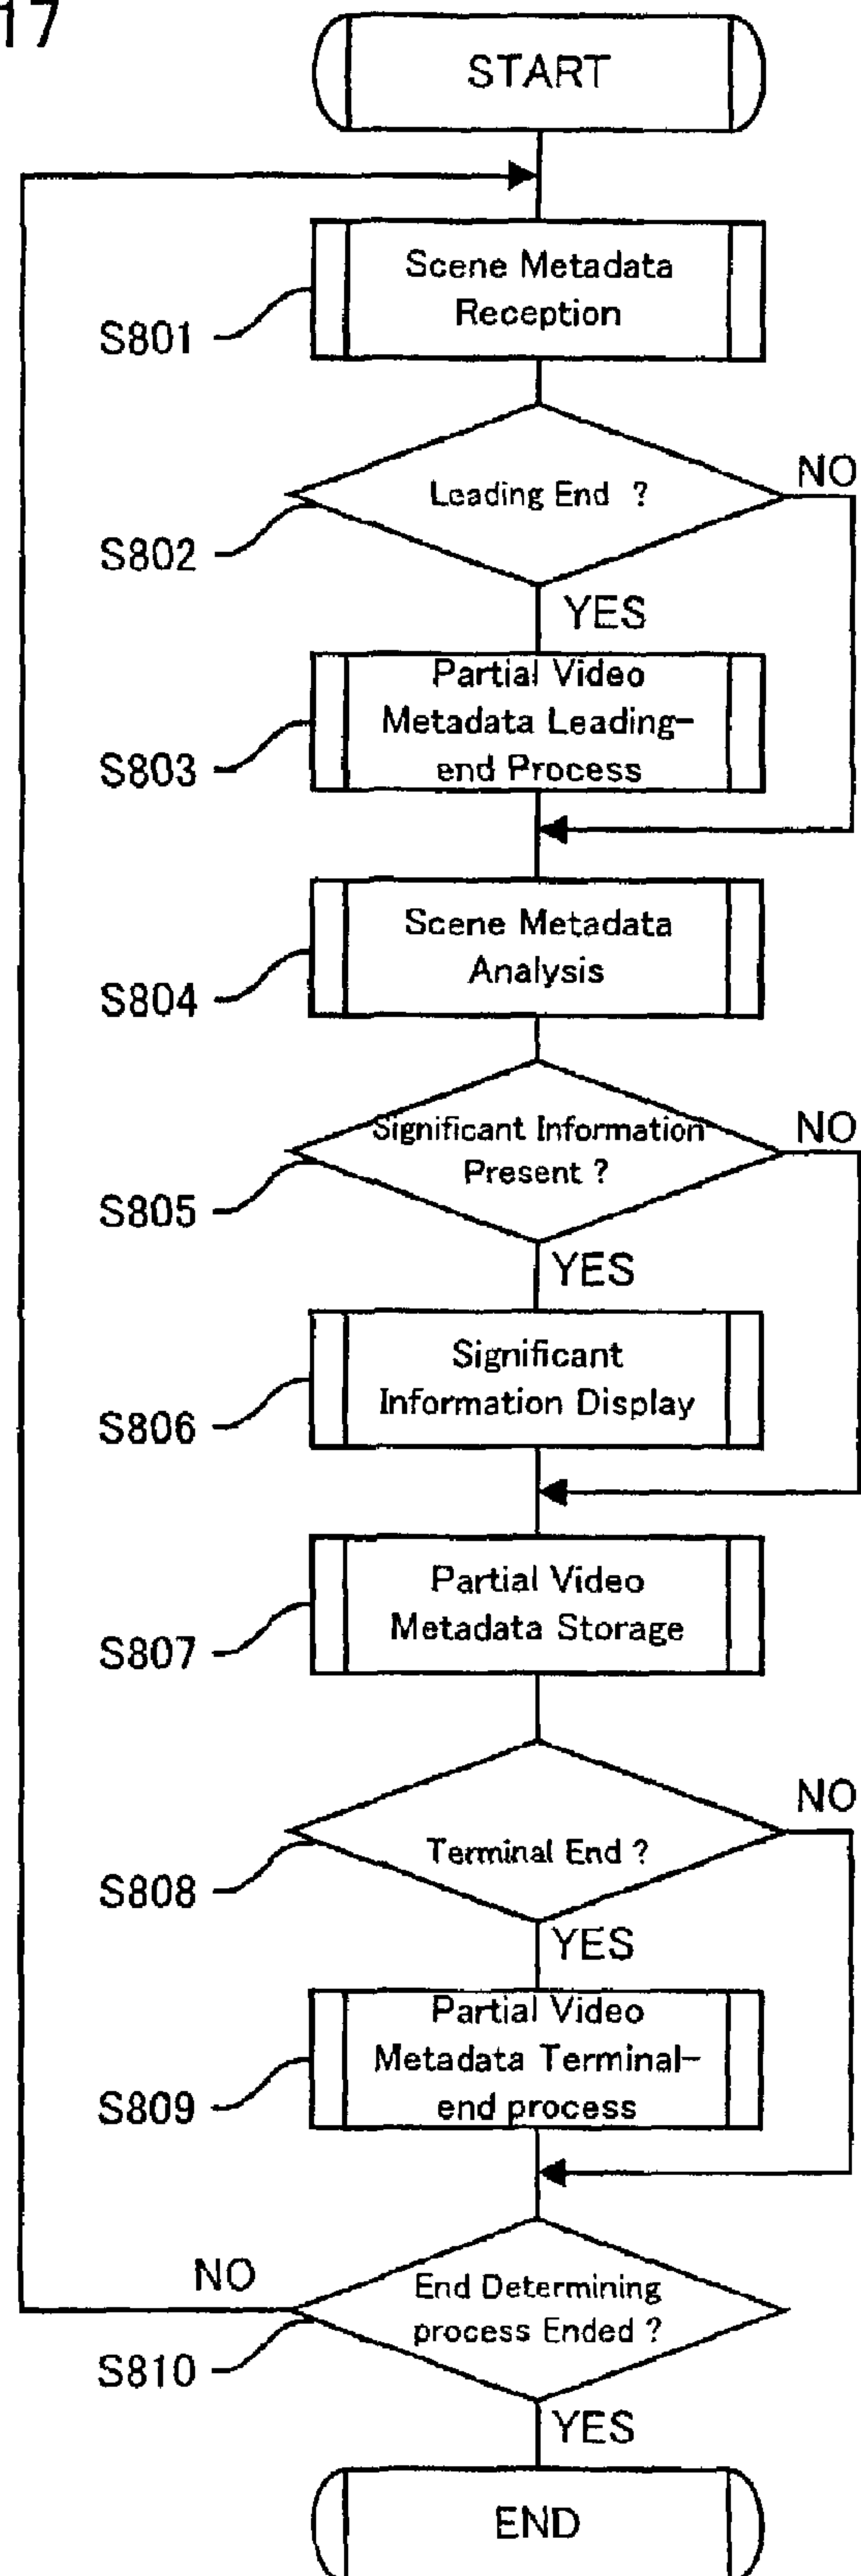 17
START
Scene Metadata
Reception
S801
Leading End ?
NO
S802
YES
Partial Video
Metadata Leading-
end Process
S803
Scene Metadata
Analysis
S804
Significant Information
Present ?
NO
S805
YES
Significant
Information Display
S806
Partial Video
Metadata Storage
S807
NO
Terminal End ?
S808
YES
Partial Video
Metadata Terminal-
end process
S809
NO
End Determining
process Ended ?
S810
YES
END